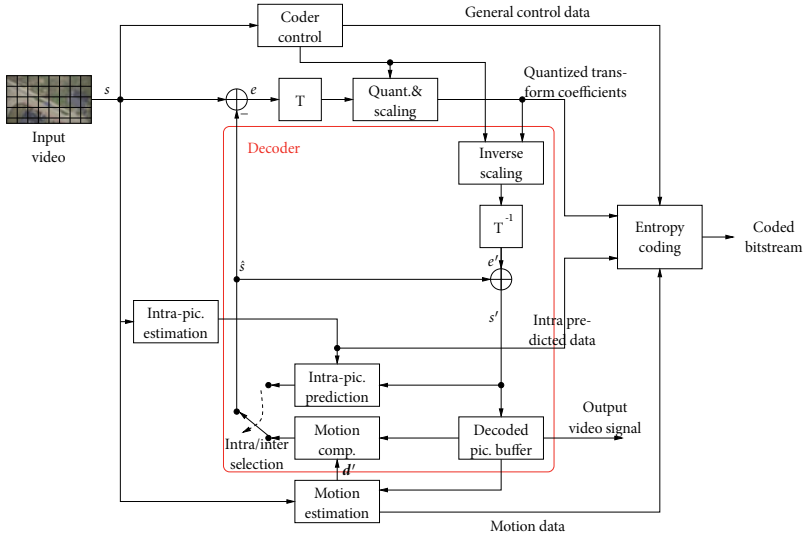 Coder
control
General control data
s
e
T
Quant.&
scaling
Quantized trans-
form coefficients
Input
video
−
Decoder
Inverse
scaling
T-1
Entropy
coding
Coded
bitstream
ŝ
e′
s′
Intra-pic.
estimation
Intra pre-
dicted data
Intra-pic.
prediction
Output
video signal
Motion
comp.
Decoded
pic. buffer
Intra/inter
selection
d′
Motion
estimation
Motion data